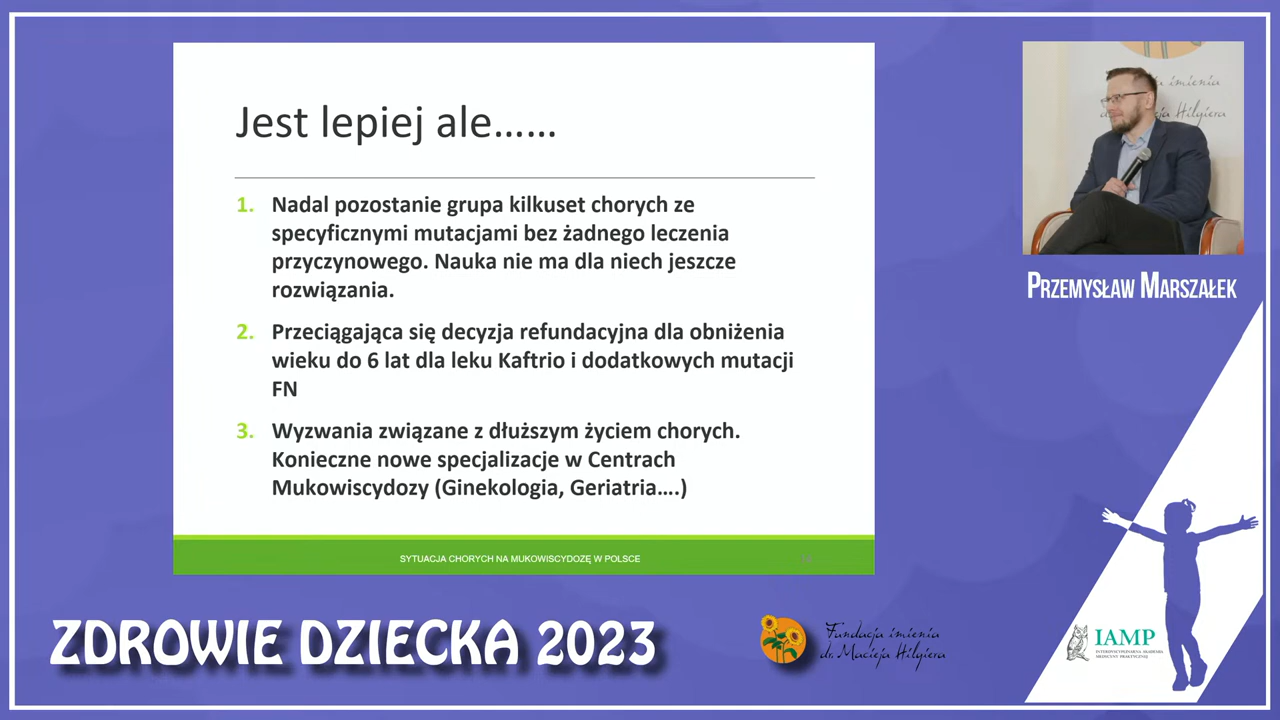 Jest lepiej ale……
1. Nadal pozostanie grupa kilkuset chorych ze
specyficznymi mutacjami bez żadnego leczenia
przyczynowego. Nauka nie ma dla niech jeszcze
rozwiązania.
2. Przeciągająca się decyzja refundacyjna dla obniżenia
wieku do 6 lat dla leku Kaftrio i dodatkowych mutacji
FN
3. Wyzwania związane z dłuższym życiem chorych.
Konieczne nowe specjalizacje w Centrach
Mukowiscydozy (Ginekologia, Geriatria….)
SYTUACJA CHORYCH NA MUKOWISCYDOZĘ W POLSCE
imienia
Hilgiera
PRZEMYSŁAW MARSZAŁEK
ZDROWIE DZIECKA 2023
Fundacja imienia
dr. Macieja Hilgiera
IAMP
INTERDYSCYPLINARNA AKADEMIA
MEDYCYNY PRAKTYCZNEJ